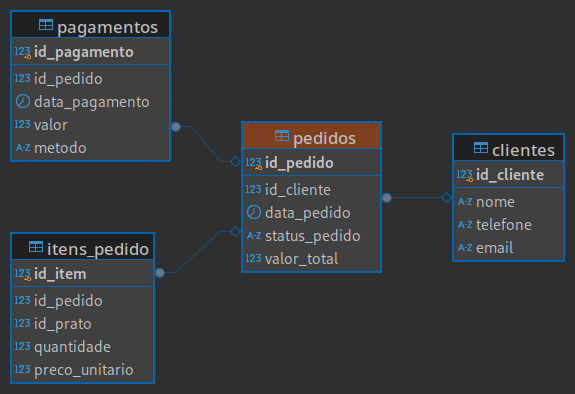 pagamentos
123 id_pagamento
123 id_pedido
data_pagamento
123 valor
A-Z metodo
pedidos
123 id_pedido
123 id_cliente
data_pedido
A-Z status_pedido
123 valor_total
clientes
123 id_cliente
A-Z nome
A-Z telefone
A-Z email
itens_pedido
123 id_item
123 id_pedido
123 id_prato
123 quantidade
123 preco_unitario